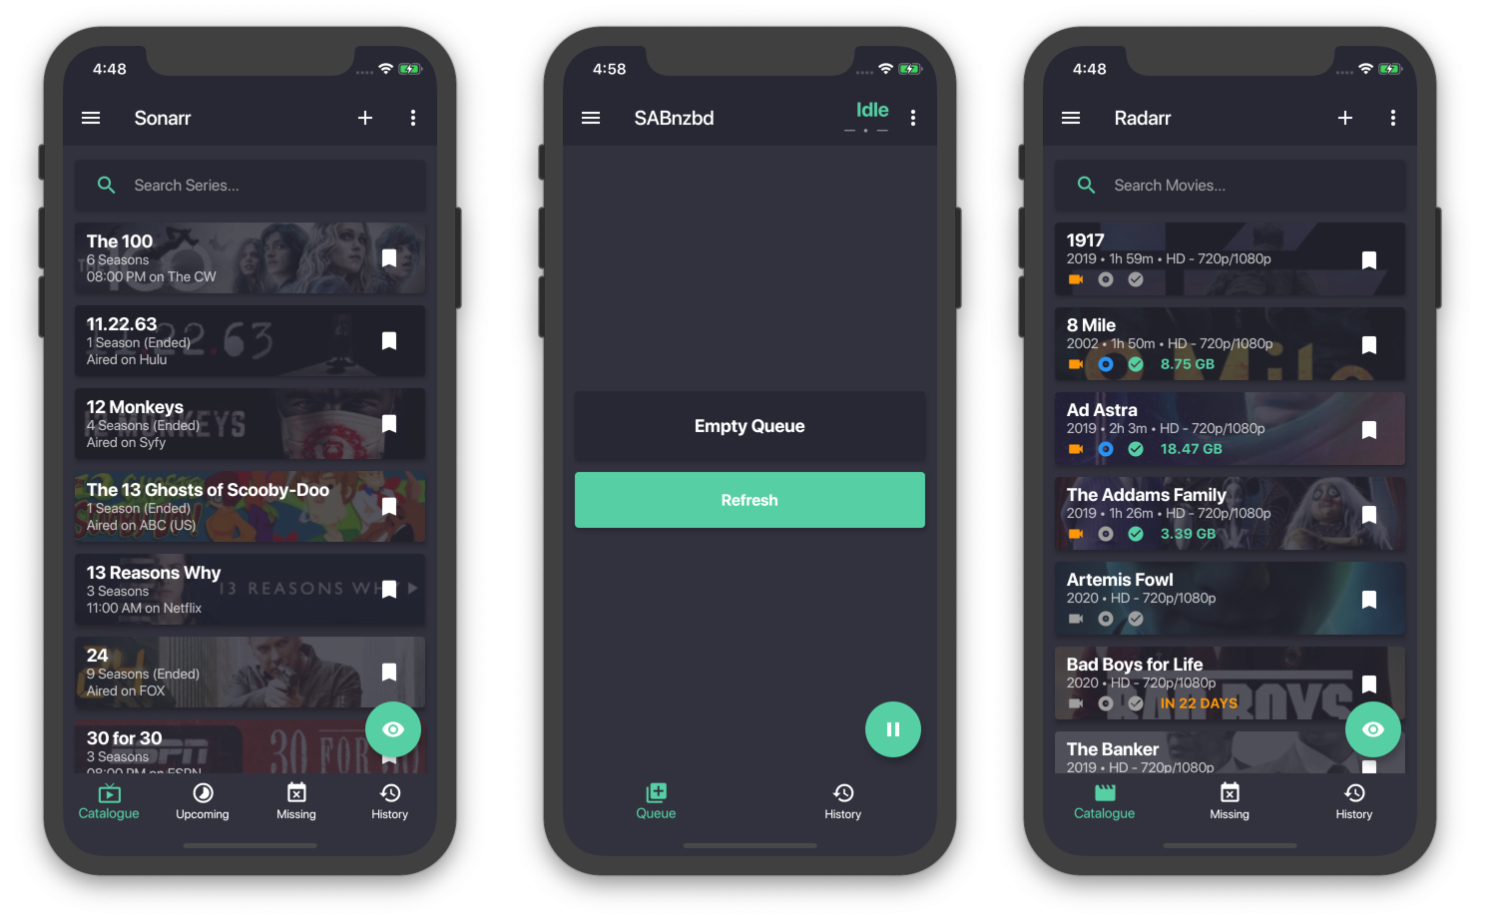 4:48
Sonarr
Search Series...
The 100
6 Seasons
08:00 PM on The CW
11.22.63
1 Season (Ended)
Aired on Hulu
12 Monkeys
4 Seasons (Ended)
Aired on Syfy
The 13 Ghosts of Scooby-Doo
1 Season (Ended)
Aired on ABC (US)
13 Reasons Why
3 Seasons
11:00 AM on Netflix
13 REASONS WHY
24
9 Seasons (Ended)
Aired on FOX
30 for 30
3 Seasons
08:00 PM on ESPN
Catalogue
Upcoming
Missing
History
4:58
SABnzbd
Idle
Empty Queue
Refresh
Queue
History
4:48
Radarr
Search Movies...
1917
2019 • 1h 59m • HD - 720p/1080p
8 Mile
2002 • 1h 50m • HD - 720p/1080p
8.75 GB
Ad Astra
2019 • 2h 3m • HD - 720p/1080p
18.47 GB
The Addams Family
2019 • 1h 26m • HD - 720p/1080p
3.39 GB
Artemis Fowl
2020 • HD - 720p/1080p
Bad Boys for Life
2020 • HD - 720p/1080p
IN 22 DAYS
The Banker
2019 • HD - 720p/1080p
Catalogue
Missing
History